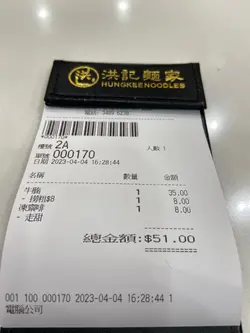 洪 洪記麵家
HUNGKEENOODLES
*000170*
樓號 2A
人數 1
單號 000170
日期 2023-04-04 16:28:44
名稱 數量 金額
牛腩 1 35.00
- 撈粗$8 1 8.00
凍齋啡 1 8.00
- 走甜
總金額:$51.00
001 100 000170 2023-04-04 16:28:44 1
電腦公司